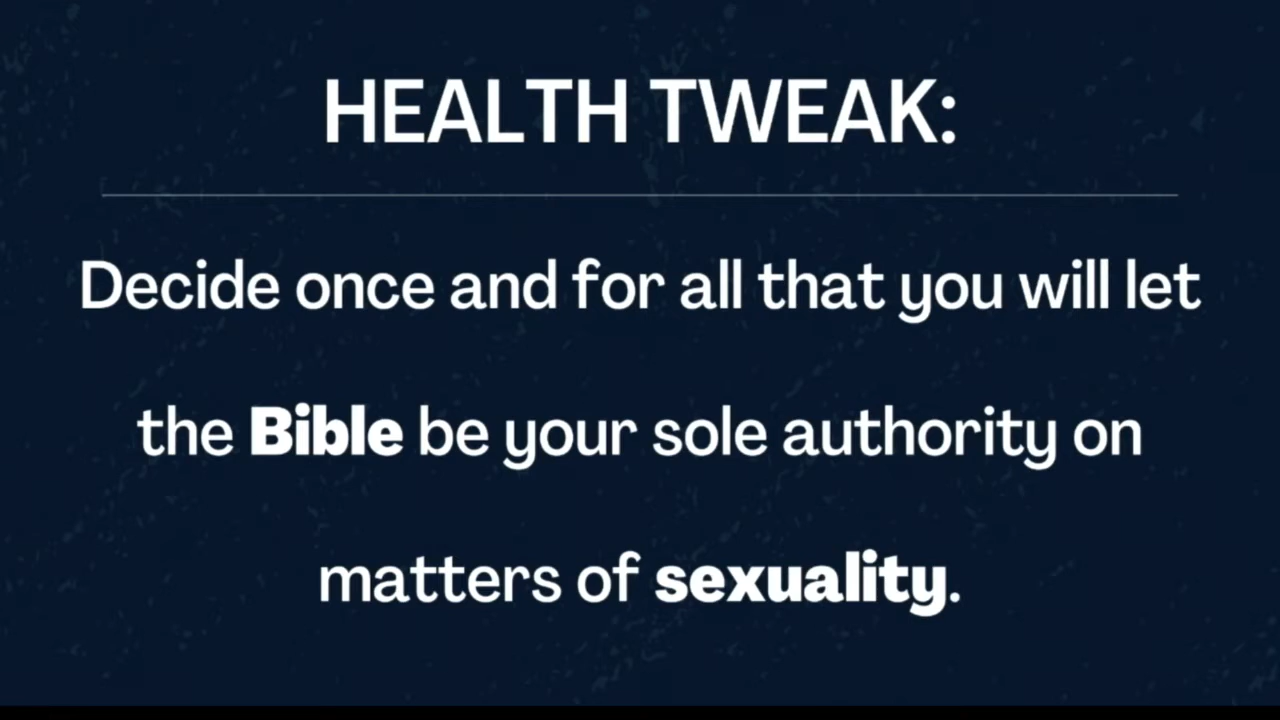 HEALTH TWEAK:
Decide once and for all that you will let
the Bible be your sole authority on
matters of sexuality.